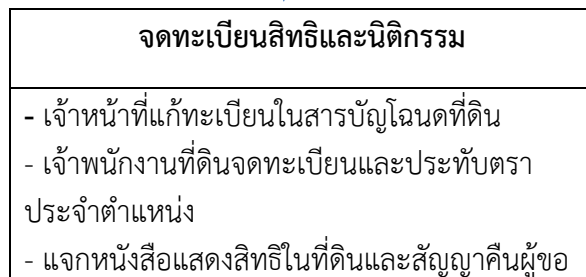 จดทะเบียนสิทธิและนิติกรรม
- เจ้าหน้าที่แก้ทะเบียนในสารบัญโฉนดที่ดิน
- เจ้าพนักงานที่ดินจดทะเบียนและประทับตรา
ประจำตำแหน่ง
- แจกหนังสือแสดงสิทธิในที่ดินและสัญญาคืนผู้ขอ